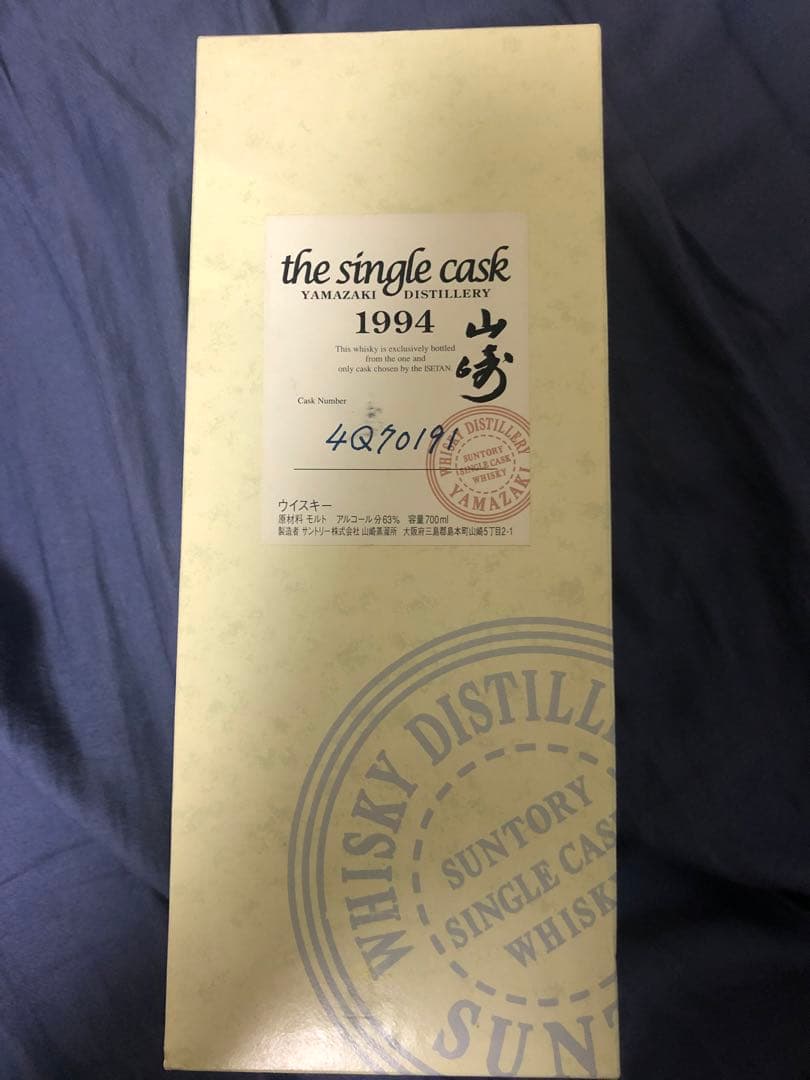 the single cask
YAMAZAKI DISTILLERY
1994
山崎
This whisky is exclusively bottled
from the one and
only cask chosen by the ISETAN.
Cask Number
4Q70191
WHISKY DISTILLERY
SUNTORY
SINGLE CASK
WHISKY
YAMAZAKI
ウイスキー
原材料 モルト アルコール分63% 容量700ml
製造者 サントリー株式会社 山崎蒸溜所 大阪府三島郡島本町山崎5丁目2-1
WHISKY DISTILLE
SUNTORY
SINGLE CAS
WHISK
SUNT